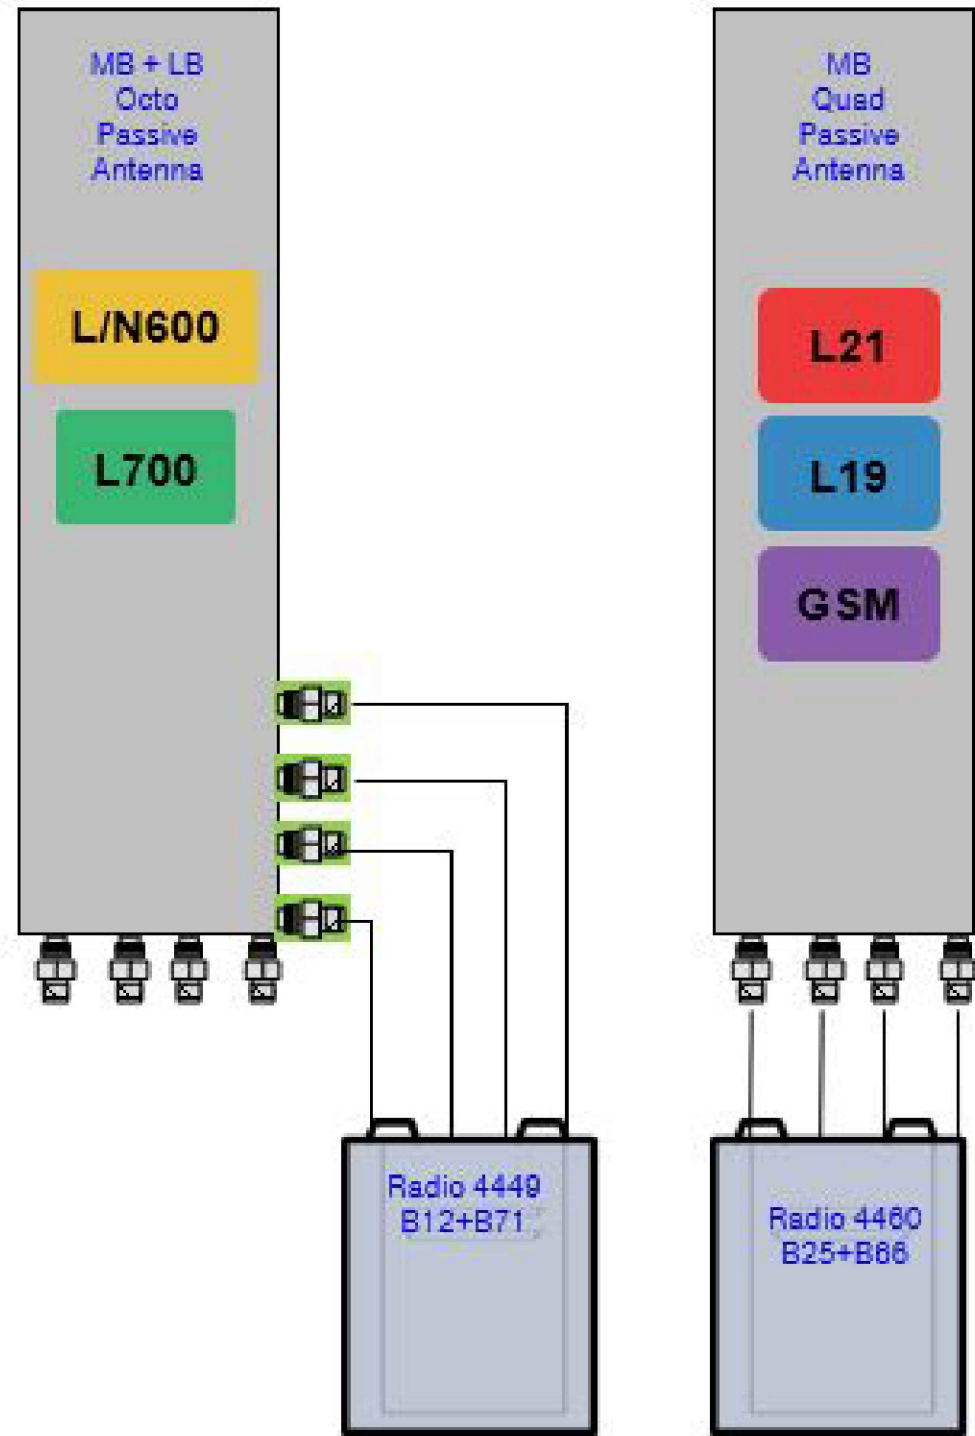 MB + LB
Octo
Passive
Antenna
L/N600
L700
MB
Quad
Passive
Antenna
L21
L19
GSM
Radio 4449
B12+B71
Radio 4460
B25+B66